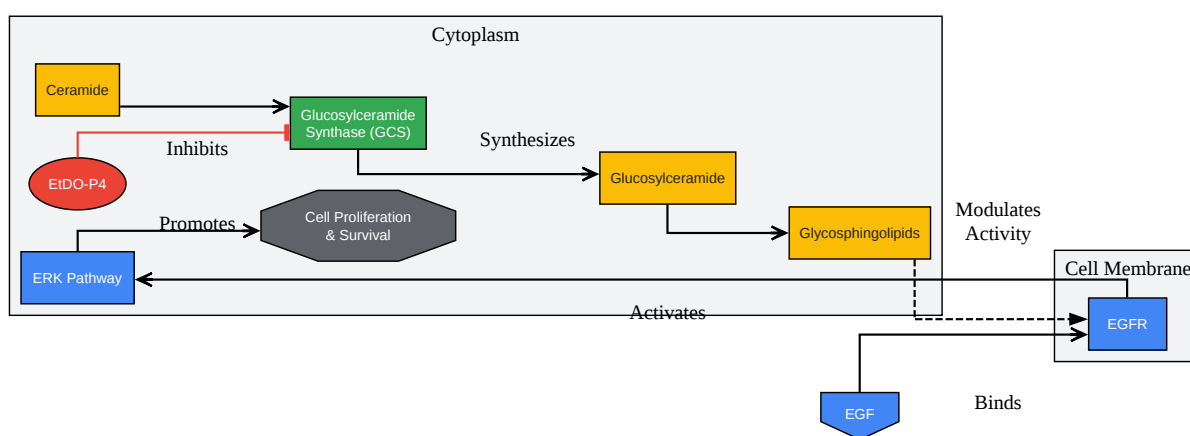 Cytoplasm
Ceramide
Glucosylceramide
Synthase (GCS)
Inhibits
Synthesizes
EtDO-P4
Glucosylceramide
Promotes
Cell Proliferation
& Survival
Glycosphingolipids
Modulates
Activity
ERK Pathway
Cell Membrane
Activates
EGFR
EGF
Binds